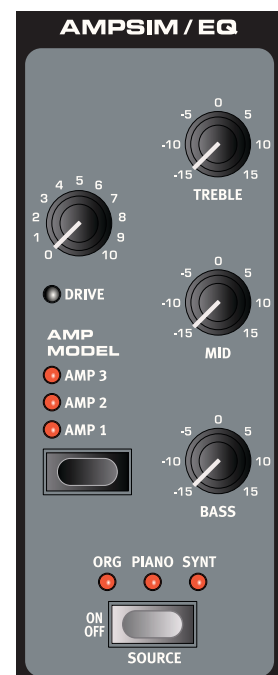 AMPSIM / EQ
-15 -10 -5 0 5 10 15
TREBLE
0 1 2 3 4 5 6 7 8 9 10
DRIVE
-15 -10 -5 0 5 10 15
MID
AMP
MODEL
AMP 3
AMP 2
AMP 1
-15 -10 -5 0 5 10 15
BASS
ORG PIANO SYNT
ON
OFF
SOURCE